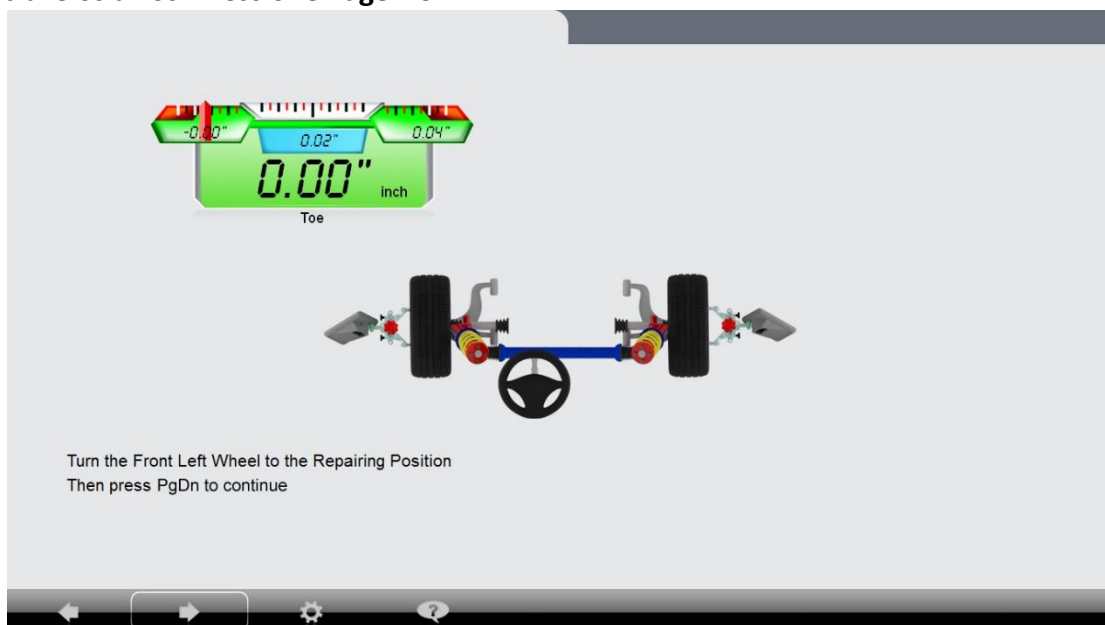 -0.00" 0.02" 0.04"
0.00" inch
Toe
Turn the Front Left Wheel to the Repairing Position
Then press PgDn to continue
?